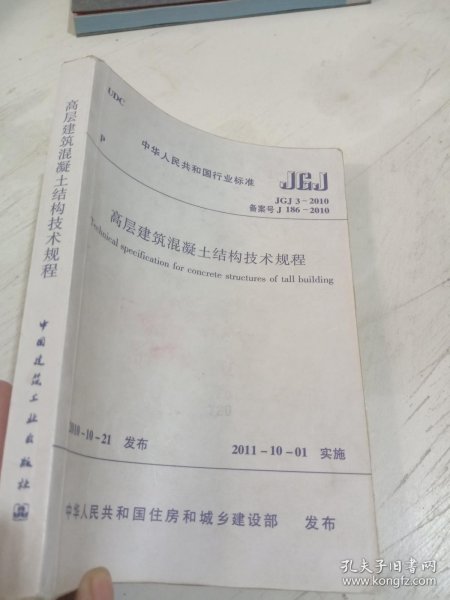 UDC
P
中华人民共和国行业标准
JGJ
JGJ 3-2010
备案号 J 186-2010
高层建筑混凝土结构技术规程
Technical specification for concrete structures of tall building
2010-10-21 发布
2011-10-01 实施
中华人民共和国住房和城乡建设部 发布
高层建筑混凝土结构技术规程
中国建筑工业出版社
孔夫子旧书网
www.kongfz.com